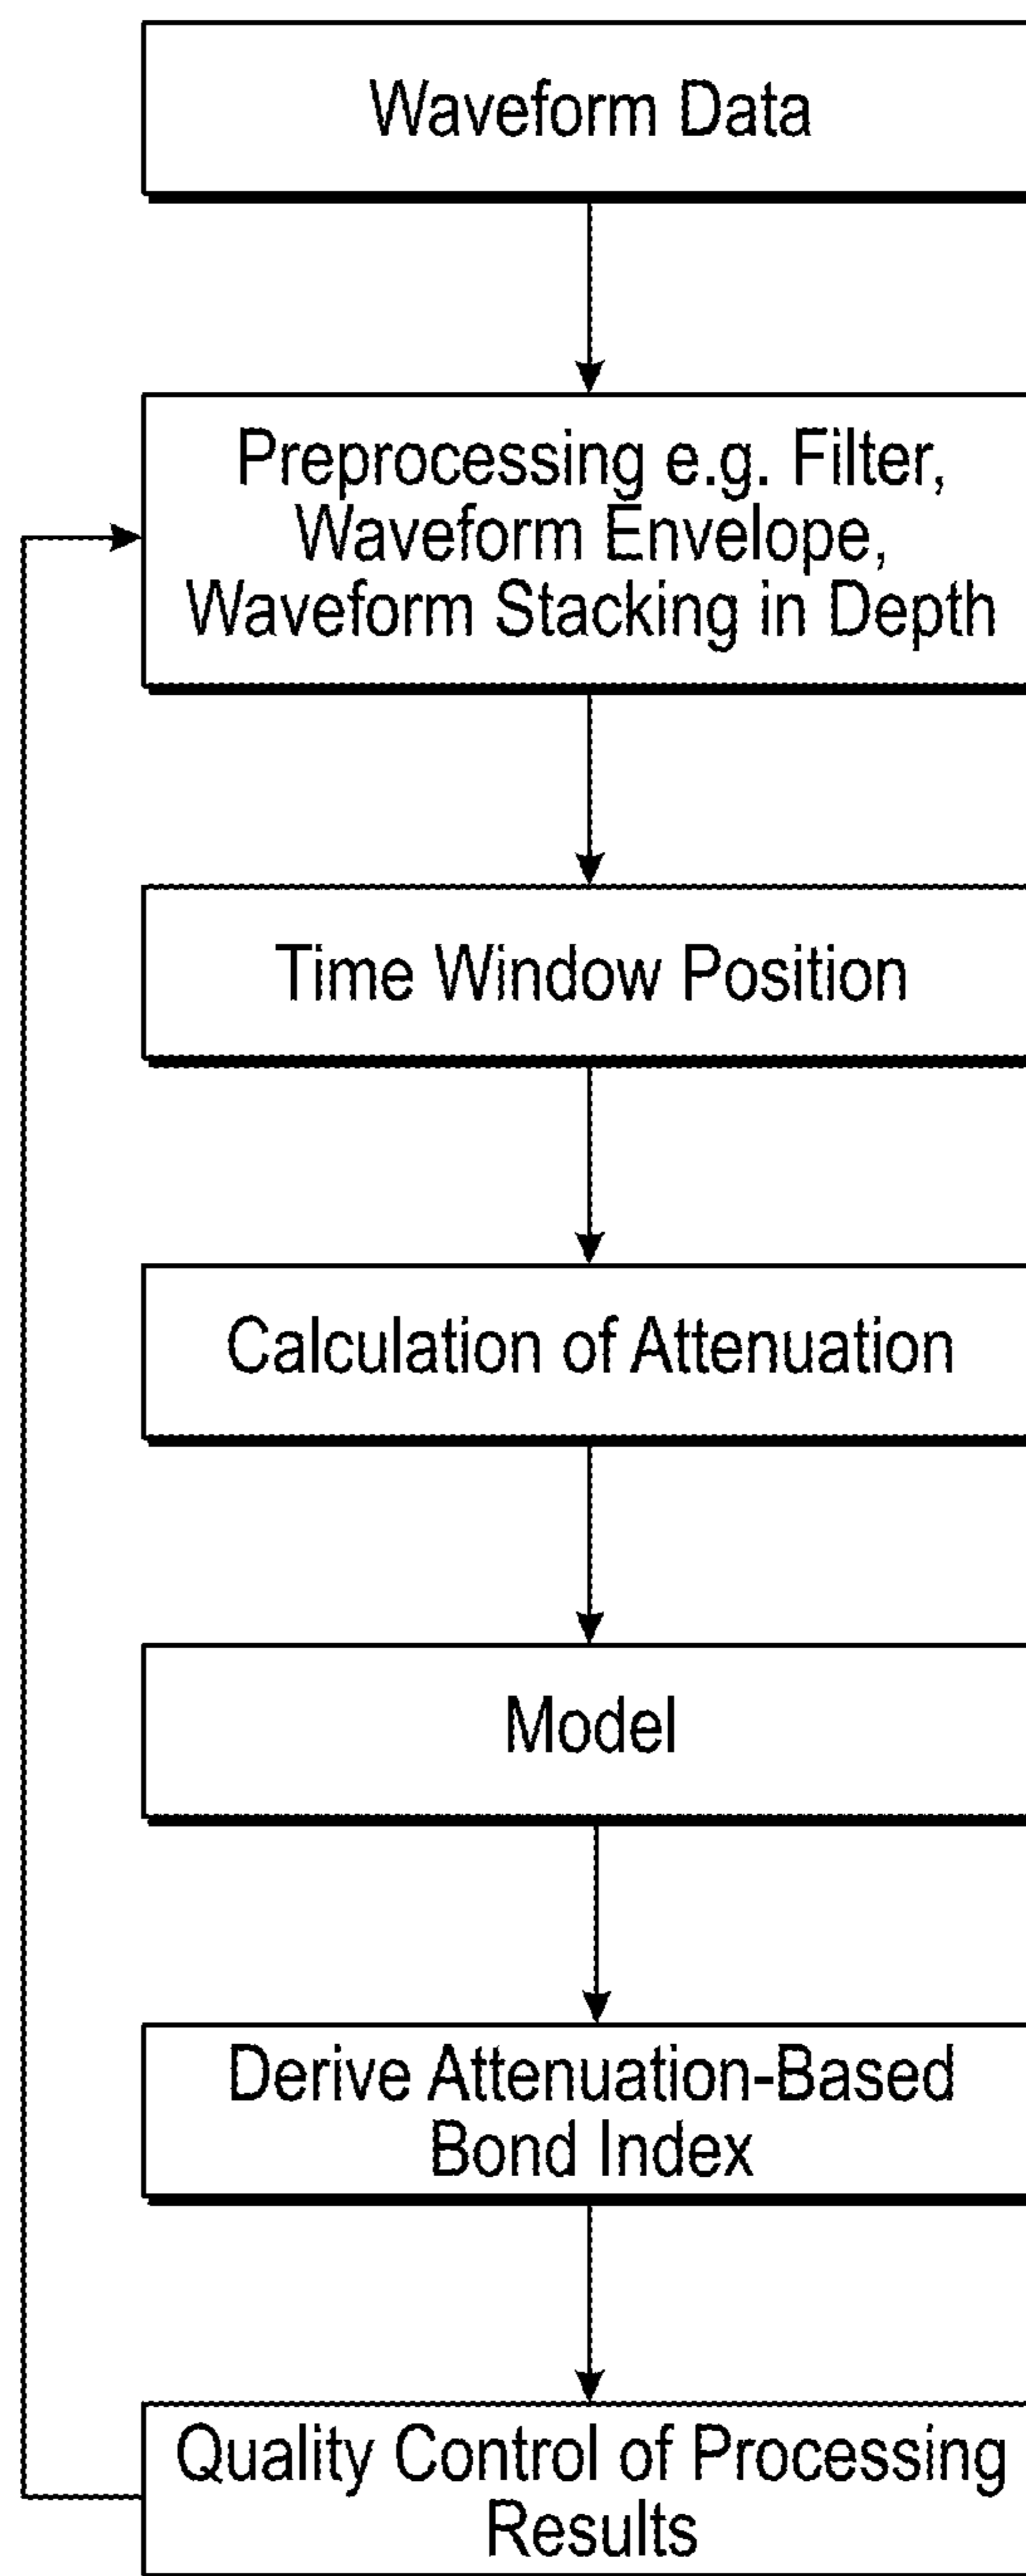 Waveform Data
Preprocessing e.g. Filter,
Waveform Envelope,
Waveform Stacking in Depth
Time Window Position
Calculation of Attenuation
Model
Derive Attenuation-Based
Bond Index
Quality Control of Processing
Results